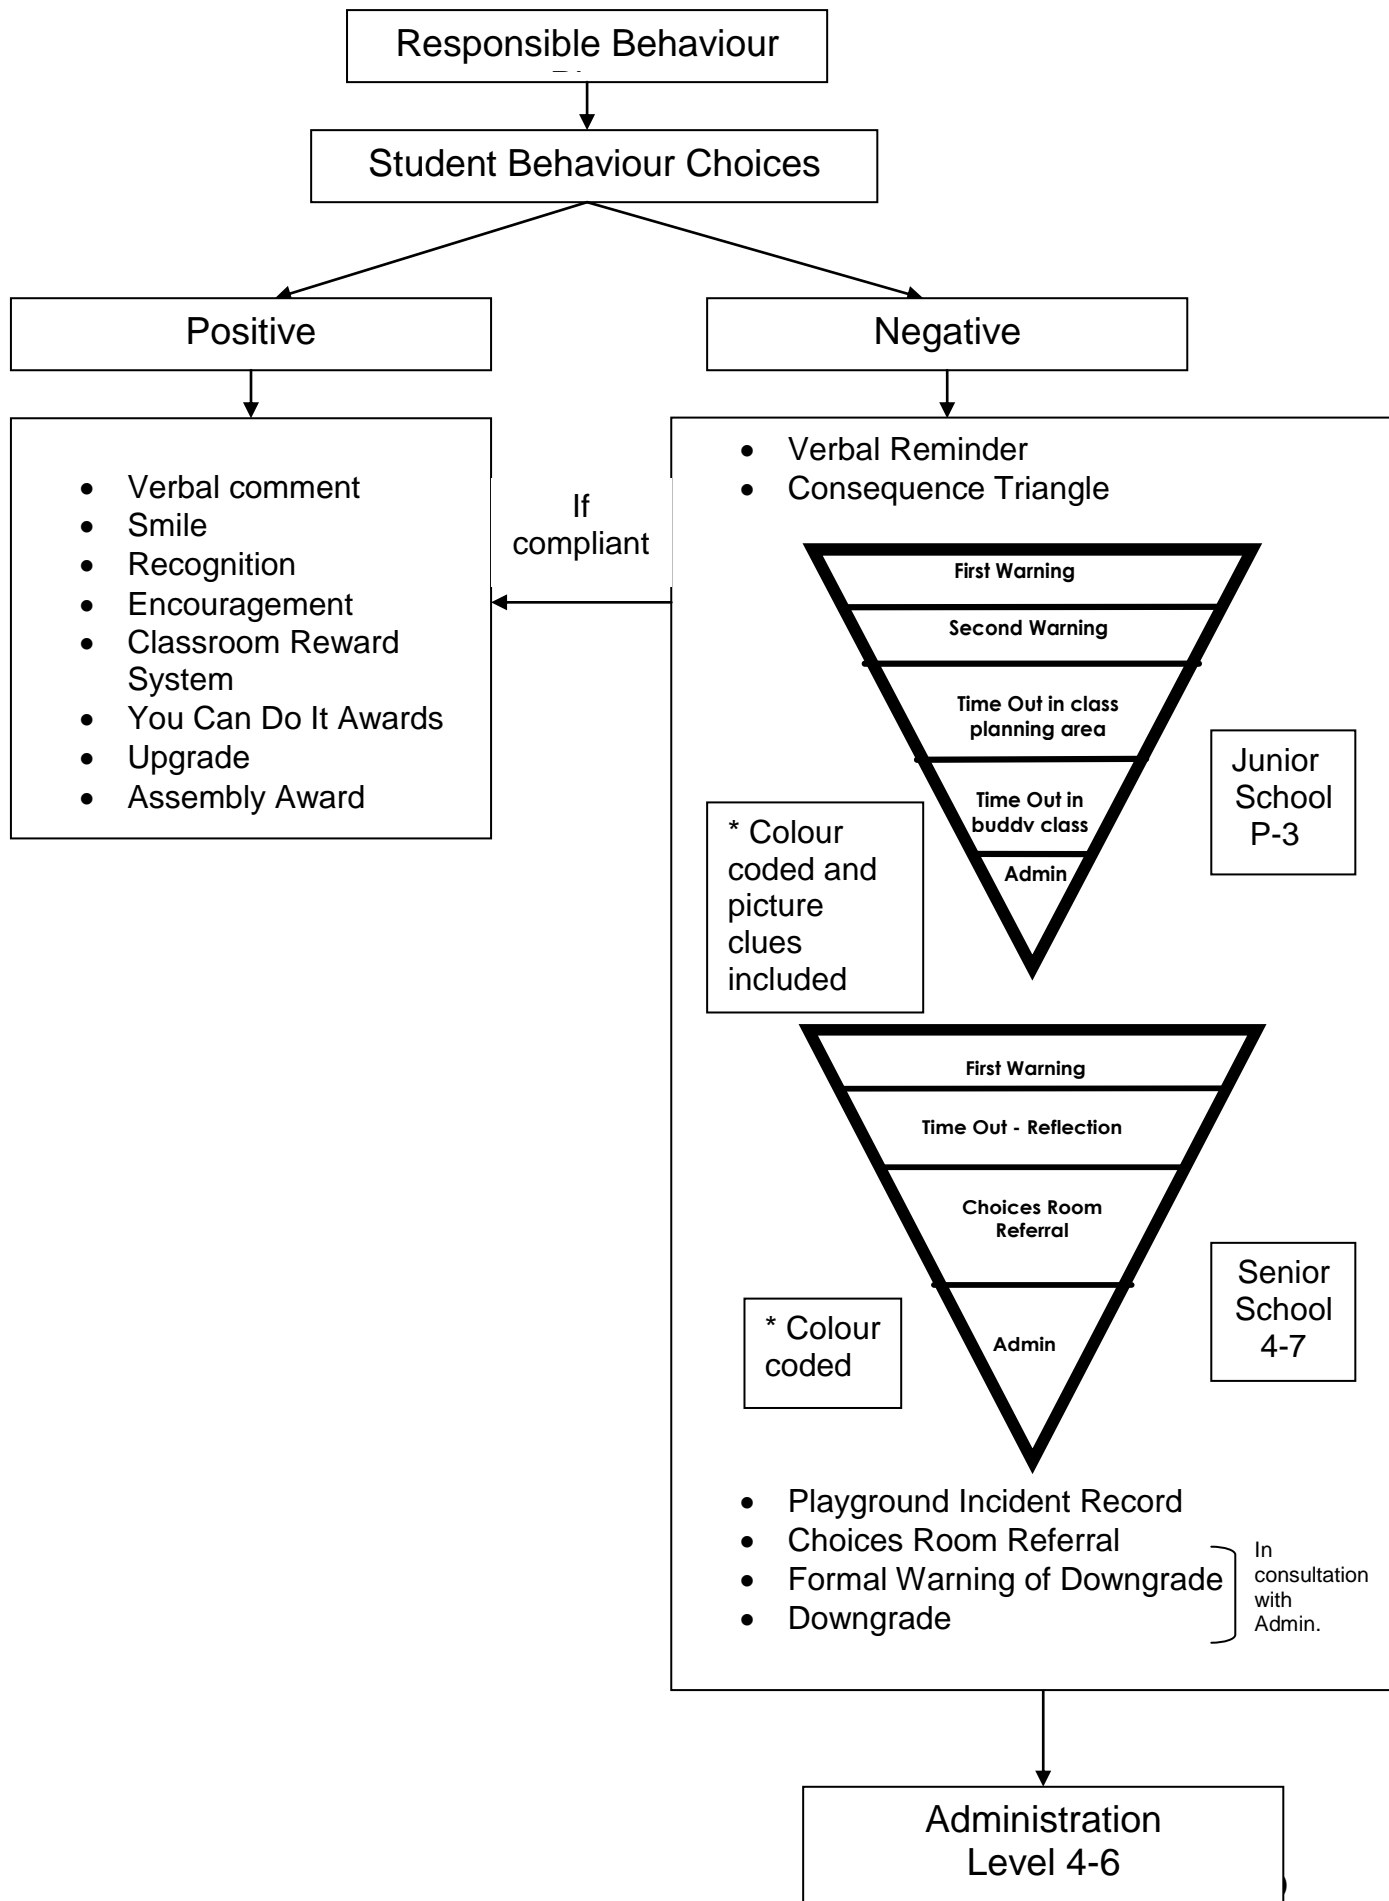 Responsible Behaviour
Student Behaviour Choices
Positive
Negative
• Verbal comment
• Smile
• Recognition
• Encouragement
• Classroom Reward
System
• You Can Do It Awards
• Upgrade
• Assembly Award
If
compliant
• Verbal Reminder
• Consequence Triangle
First Warning
Second Warning
Time Out in class
planning area
Time Out in
buddy class
Admin
Junior
School
P-3
* Colour
coded and
picture
clues
included
First Warning
Time Out - Reflection
Choices Room
Referral
Admin
Senior
School
4-7
* Colour
coded
• Playground Incident Record
• Choices Room Referral
• Formal Warning of Downgrade
• Downgrade
In
consultation
with
Admin.
Administration
Level 4-6